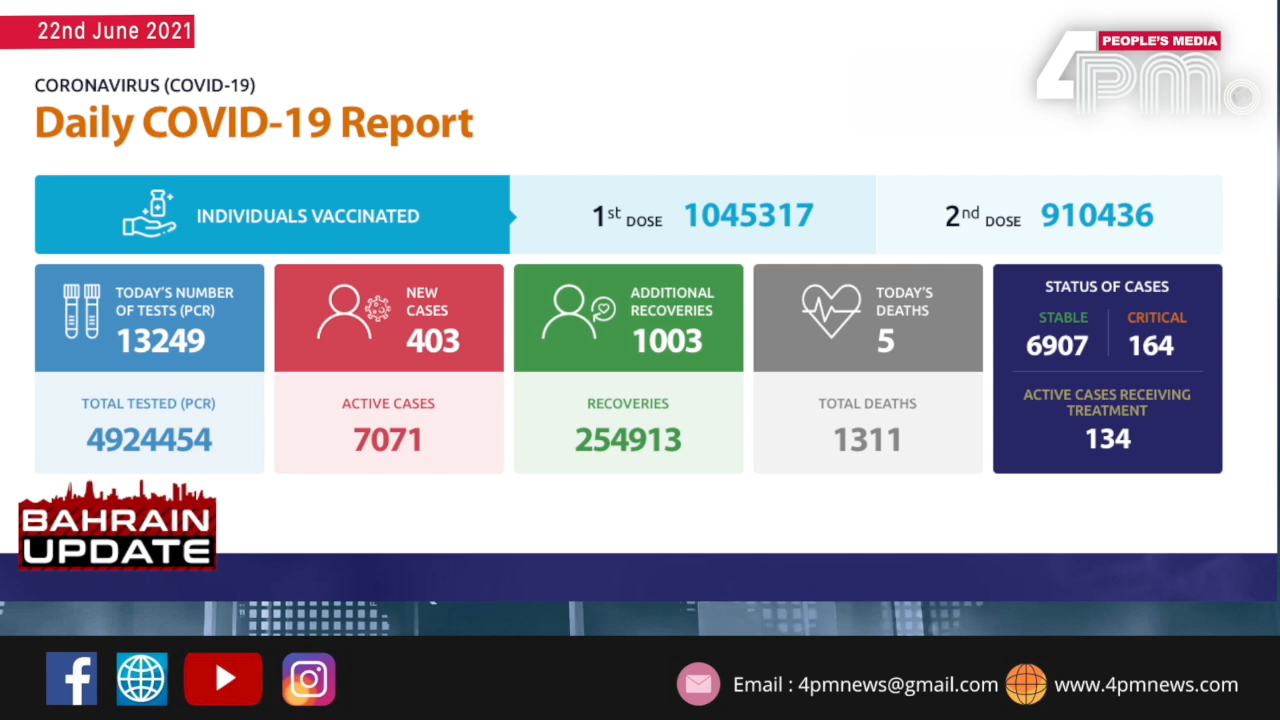 22nd June 2021
4PM
PEOPLE'S MEDIA
CORONAVIRUS (COVID-19)
Daily COVID-19 Report
INDIVIDUALS VACCINATED
1st DOSE 1045317
2nd DOSE 910436
TODAY'S NUMBER
OF TESTS (PCR)
13249
TOTAL TESTED (PCR)
4924454
NEW
CASES
403
ACTIVE CASES
7071
ADDITIONAL
RECOVERIES
1003
RECOVERIES
254913
TODAY'S
DEATHS
5
TOTAL DEATHS
1311
STATUS OF CASES
STABLE
6907
CRITICAL
164
ACTIVE CASES RECEIVING
TREATMENT
134
BAHRAIN
UPDATE
Email : 4pmnews@gmail.com
www.4pmnews.com